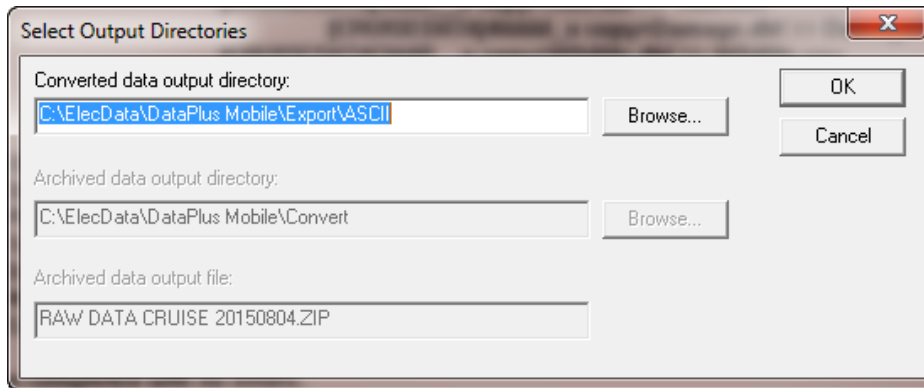 Select Output Directories
Converted data output directory:
OK
C:\ElecData\DataPlus Mobile\Export\ASCII
Browse...
Cancel
Archived data output directory:
C:\ElecData\DataPlus Mobile\Convert
Browse...
Archived data output file:
RAW DATA CRUISE 20150804.ZIP